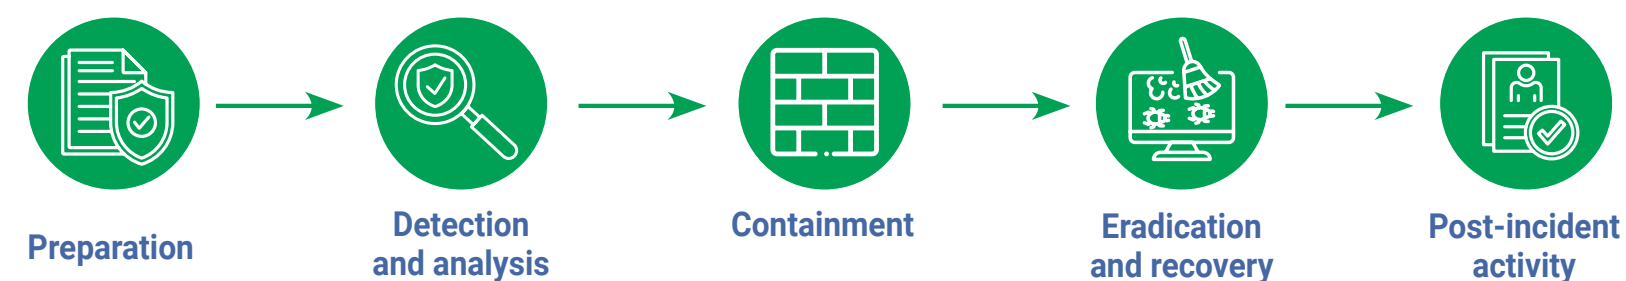 Preparation
Detection
and analysis
Containment
Eradication
and recovery
Post-incident
activity